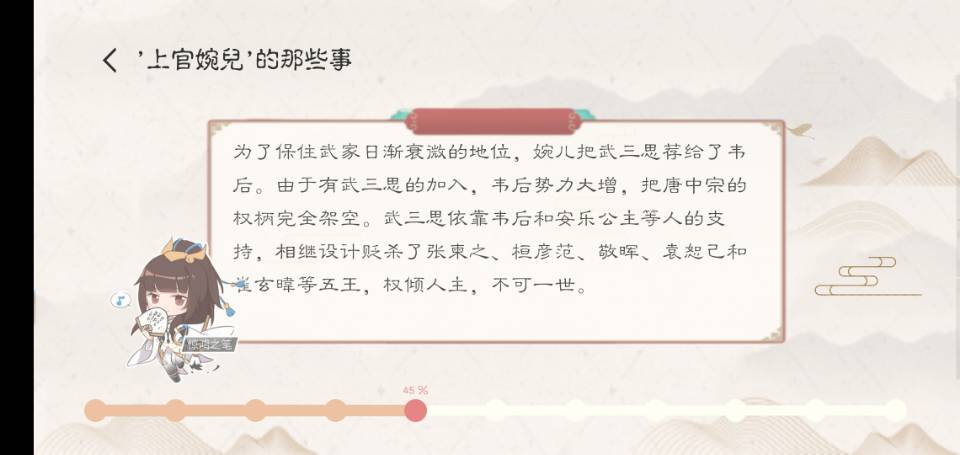 '上官婉兒'的那些事
为了保住武家日渐衰微的地位，婉儿把武三思荐给了韦
后。由于有武三思的加入，韦后势力大增，把唐中宗的
权柄完全架空。武三思依靠韦后和安乐公主等人的支
持，相继设计贬杀了张柬之、桓彦范、敬晖、袁恕己和
崔玄暐等五王，权倾人主，不可一世。
惊鸿之笔
45%